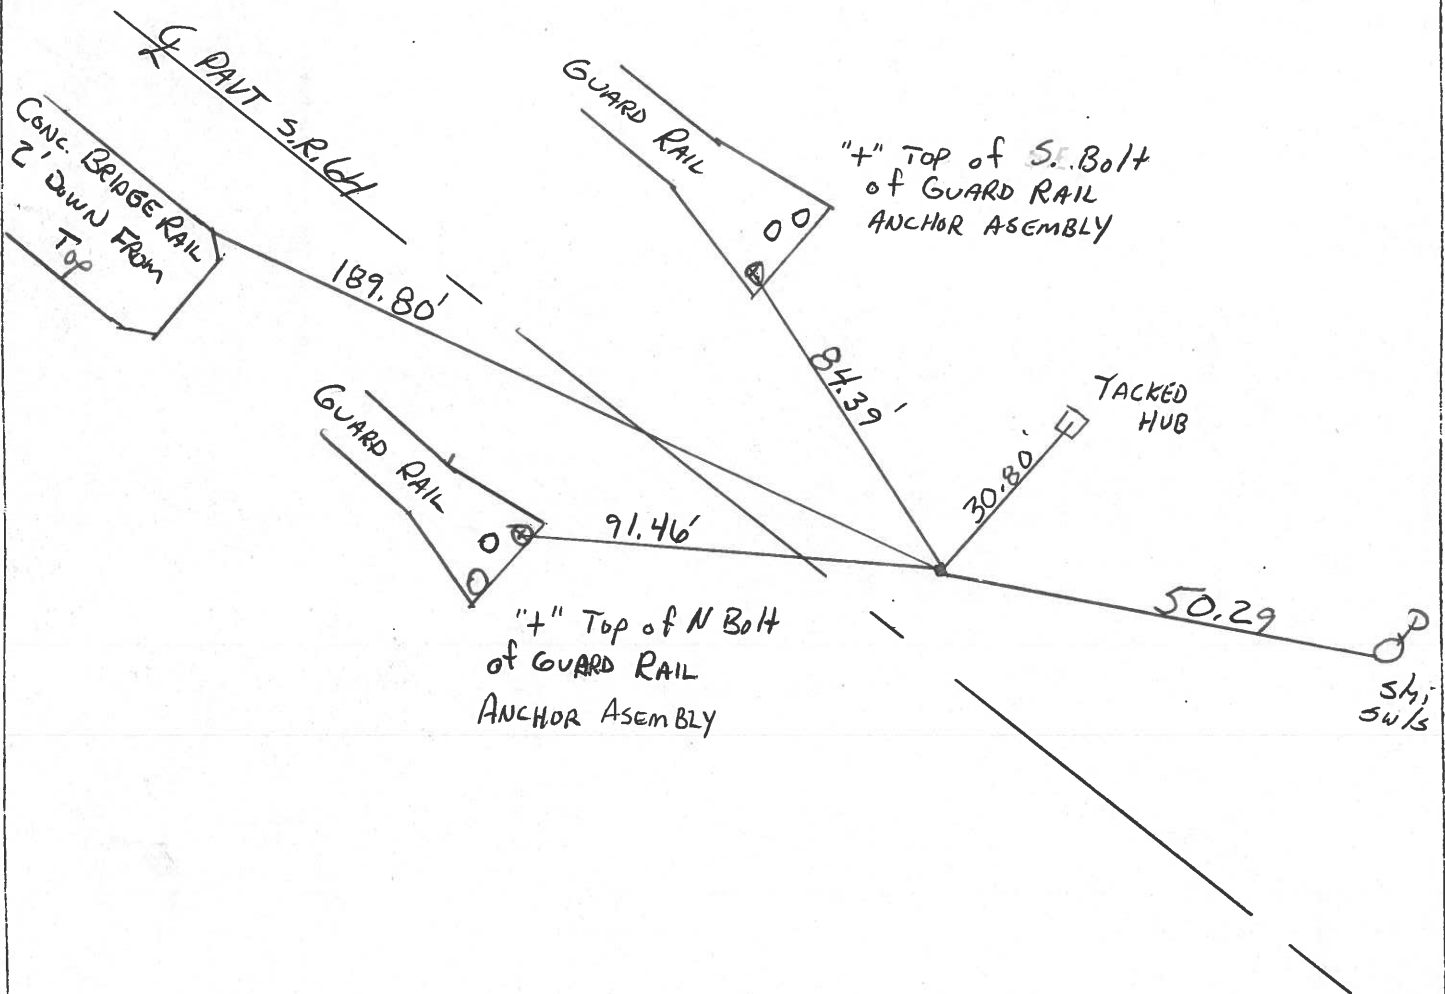 ℄ PAVT S.R.64
CONC. BRIDGE RAIL
2' DOWN FROM
TOP
189.80'
GUARD RAIL
"+" TOP of S. Bolt
of GUARD RAIL
ANCHOR ASEMBLY
84.39'
TACKED
HUB
30.80'
GUARD RAIL
91.46'
"+" TOP of N Bolt
of GUARD RAIL
ANCHOR ASEMBLY
50.29
sw/s